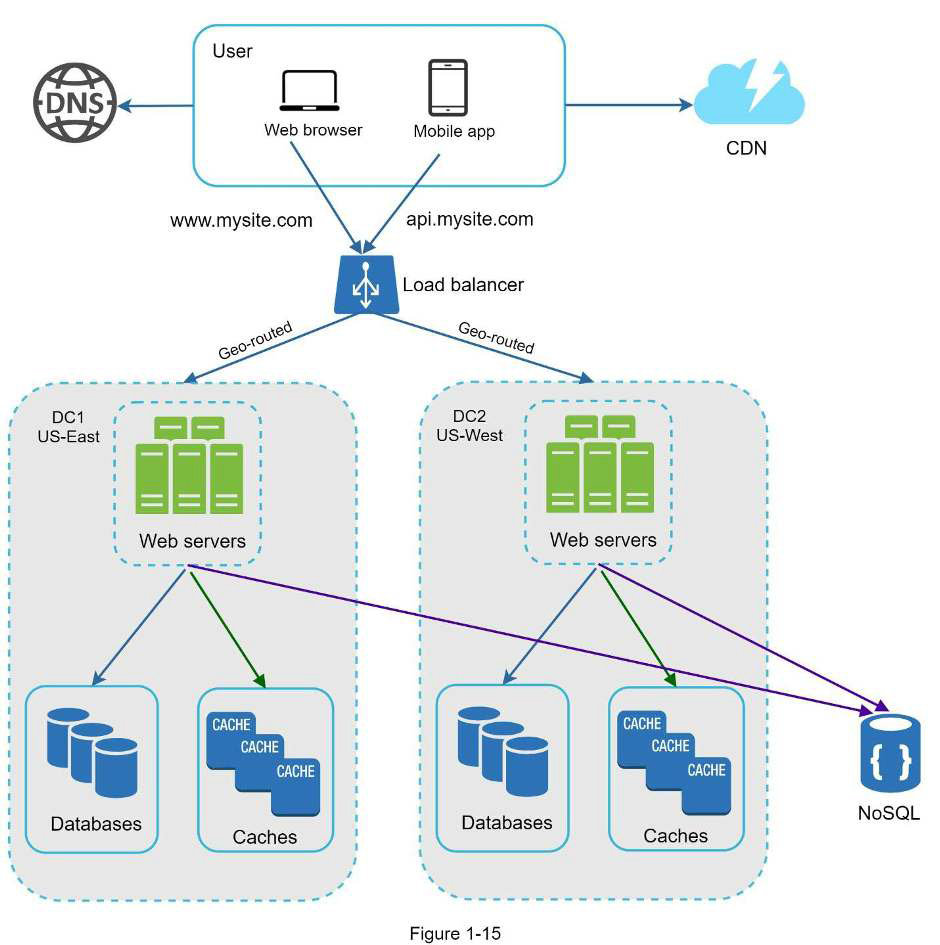 User
DNS
Web browser
Mobile app
CDN
www.mysite.com
api.mysite.com
Load balancer
Geo-routed
Geo-routed
DC1
US-East
Web servers
DC2
US-West
Web servers
Databases
CACHE
CACHE
CACHE
Caches
Databases
CACHE
CACHE
CACHE
Caches
{ }
NoSQL
Figure 1-15